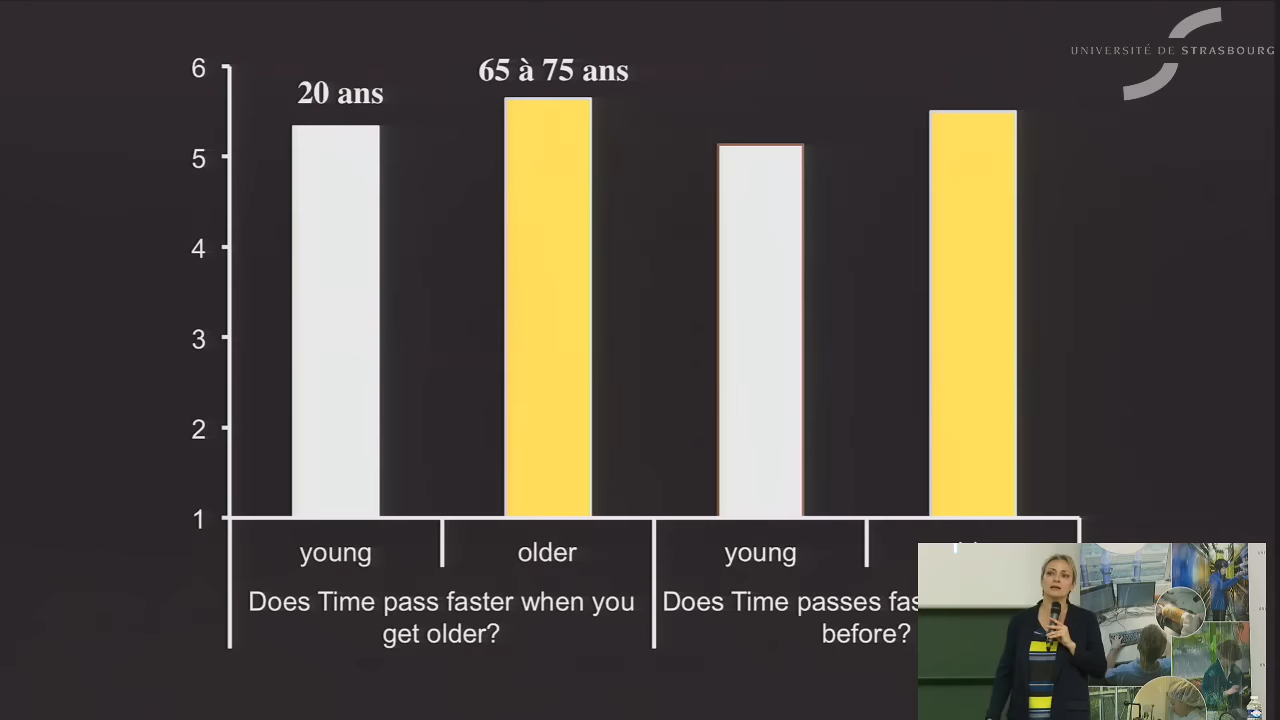 UNIVERSITÉ DE STRASBOURG
6
5
4
3
2
1
20 ans
65 à 75 ans
young
older
young
Does Time pass faster when you
get older?
Does Time passes
before?